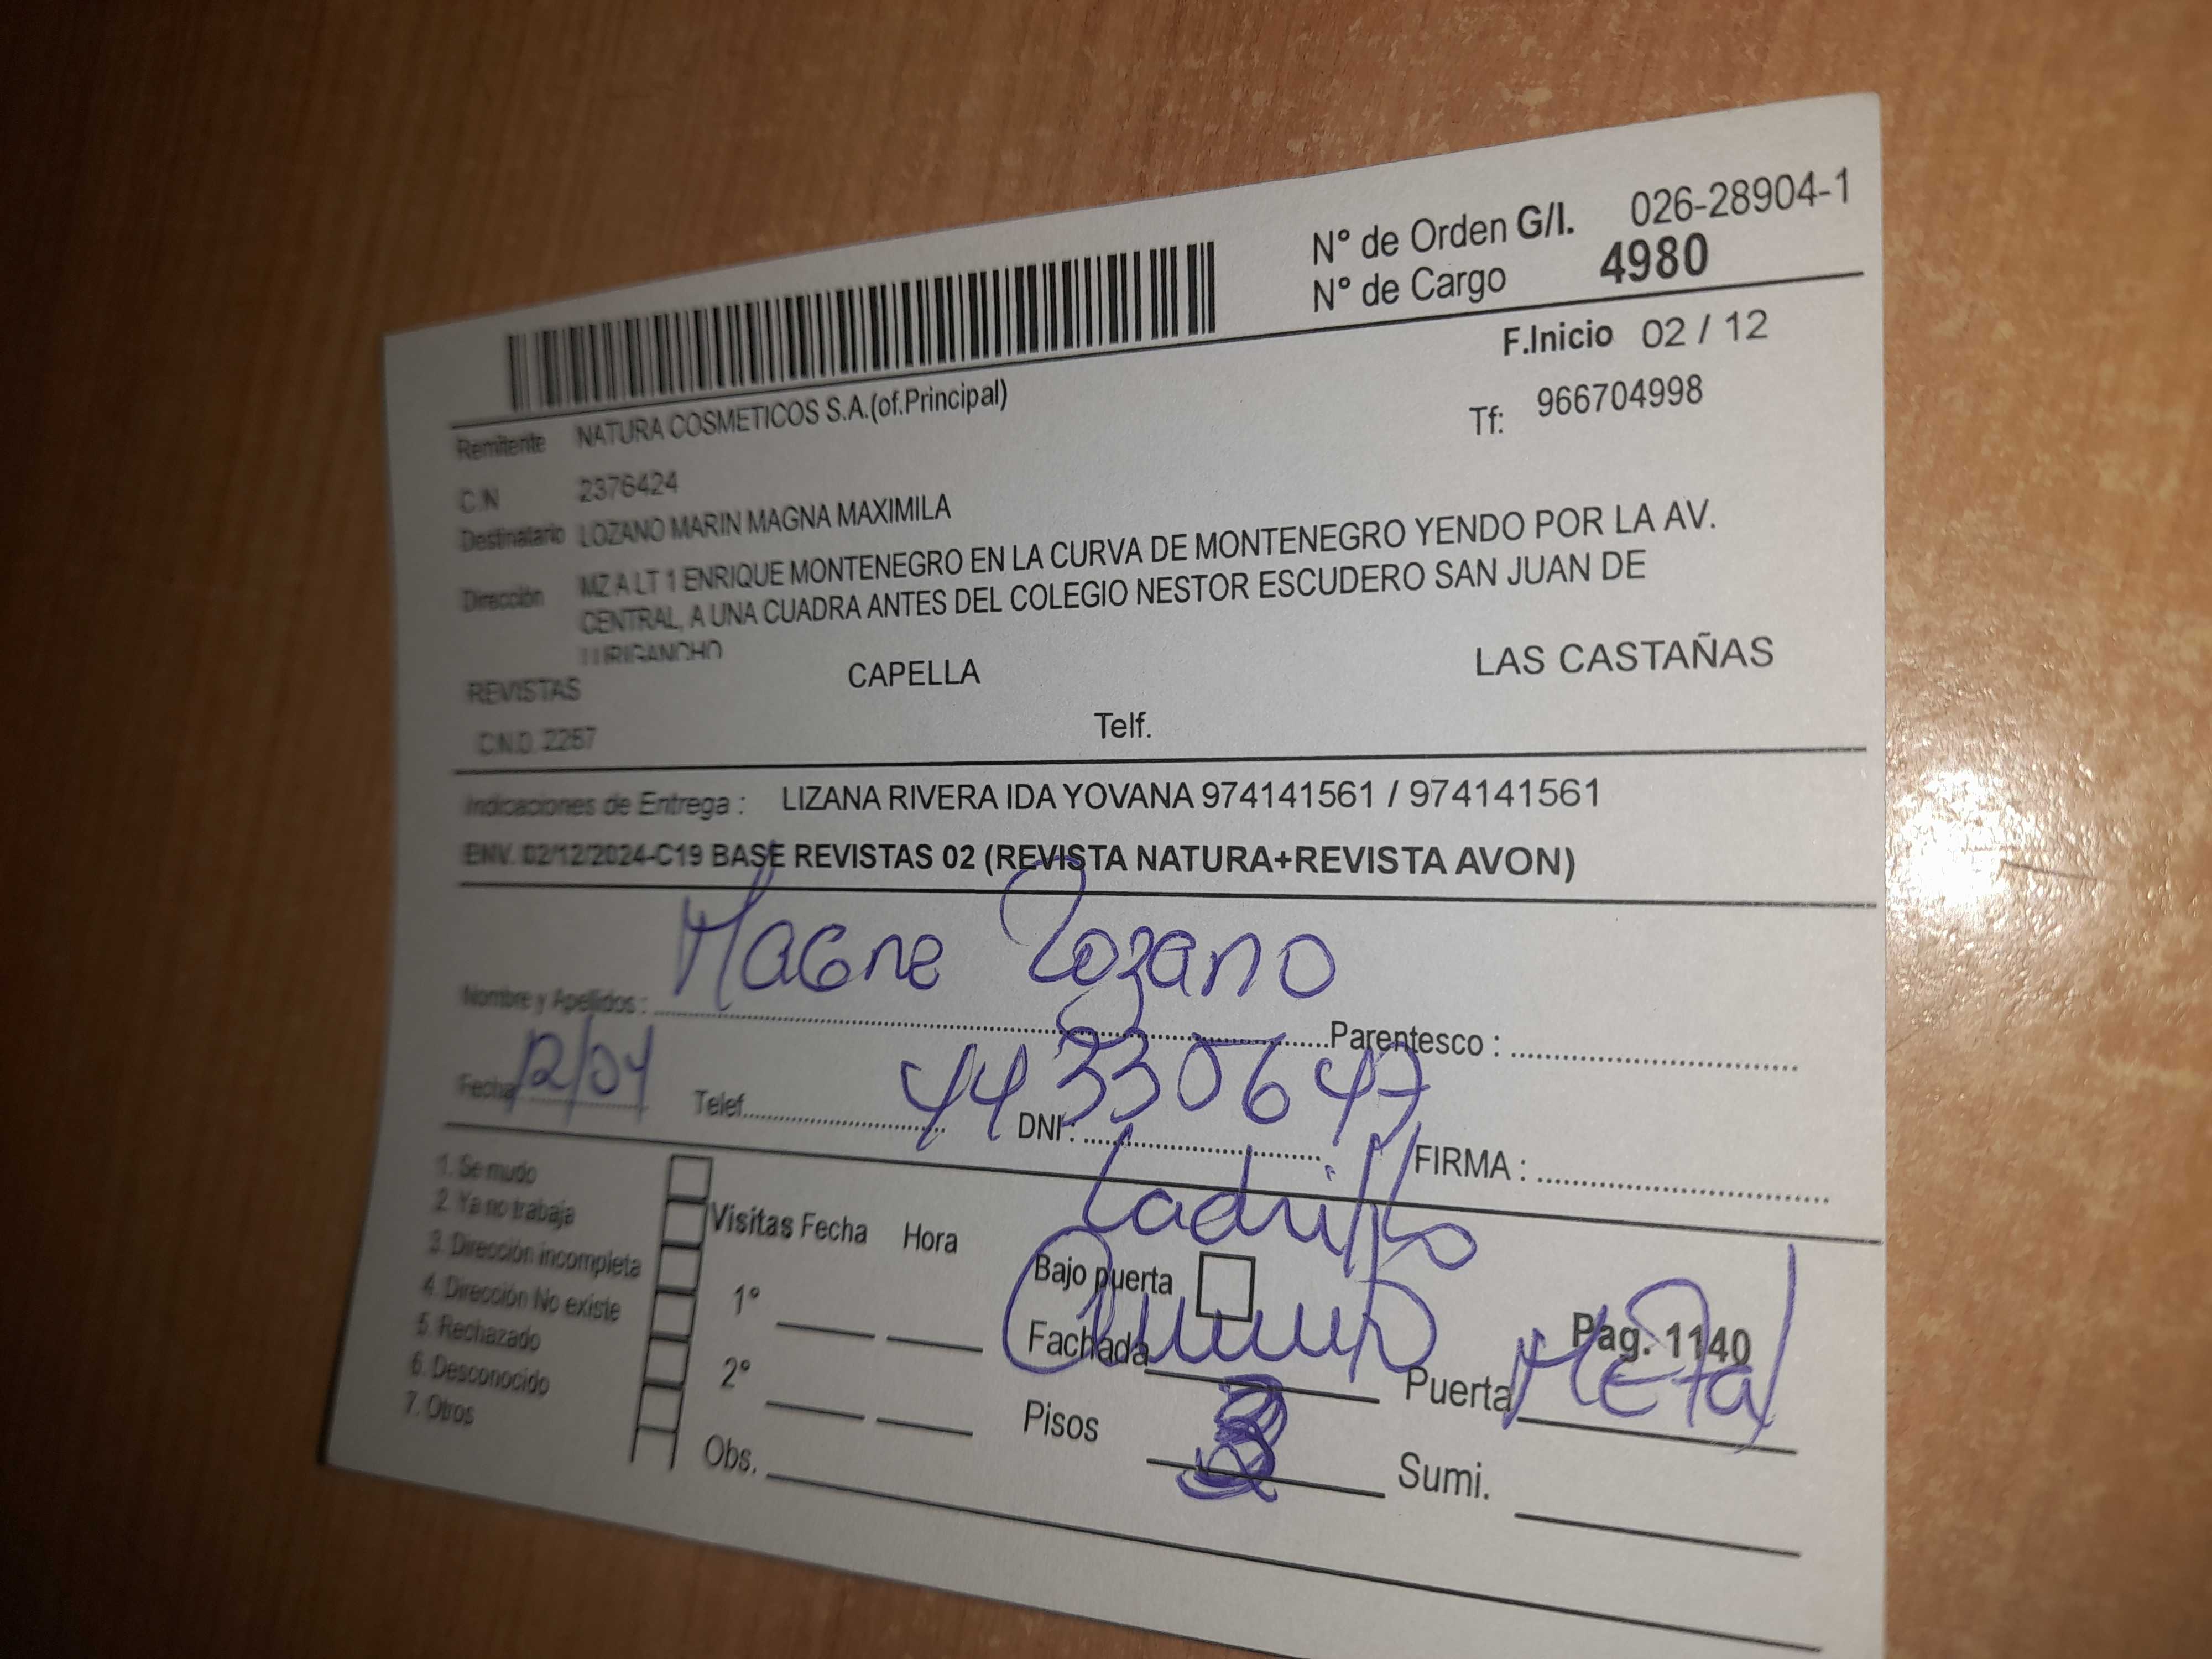 N° de Orden G/I. 026-28904-1
N° de Cargo 4980
F.Inicio 02 / 12
Remitente NATURA COSMETICOS S.A.(of.Principal)
Tf: 966704998
C.N 2376424
Destinatario LOZANO MARIN MAGNA MAXIMILA
Dirección MZ A LT 1 ENRIQUE MONTENEGRO EN LA CURVA DE MONTENEGRO YENDO POR LA AV.
CENTRAL, A UNA CUADRA ANTES DEL COLEGIO NESTOR ESCUDERO SAN JUAN DE
LURIGANCHO
REVISTAS CAPELLA LAS CASTAÑAS
C.N.D. 2267 Telf.
Indicaciones de Entrega : LIZANA RIVERA IDA YOVANA 974141561 / 974141561
ENV. 02/12/2024-C19 BASE REVISTAS 02 (REVISTA NATURA+REVISTA AVON)
Magne Lozano
Nombre y Apellidos : Parentesco :
Fecha 12/04 Telef. DNI : 44330647 FIRMA :
1. Se mudo
2. Ya no trabaja
3. Dirección incompleta
4. Dirección No existe
5. Rechazado
6. Desconocido
7. Otros
Visitas Fecha Hora
1°
2°
Obs.
Ladrillo
Bajo puerta
Fachada
Pisos
Pag. 1140
Puerta Metal
Sumi.